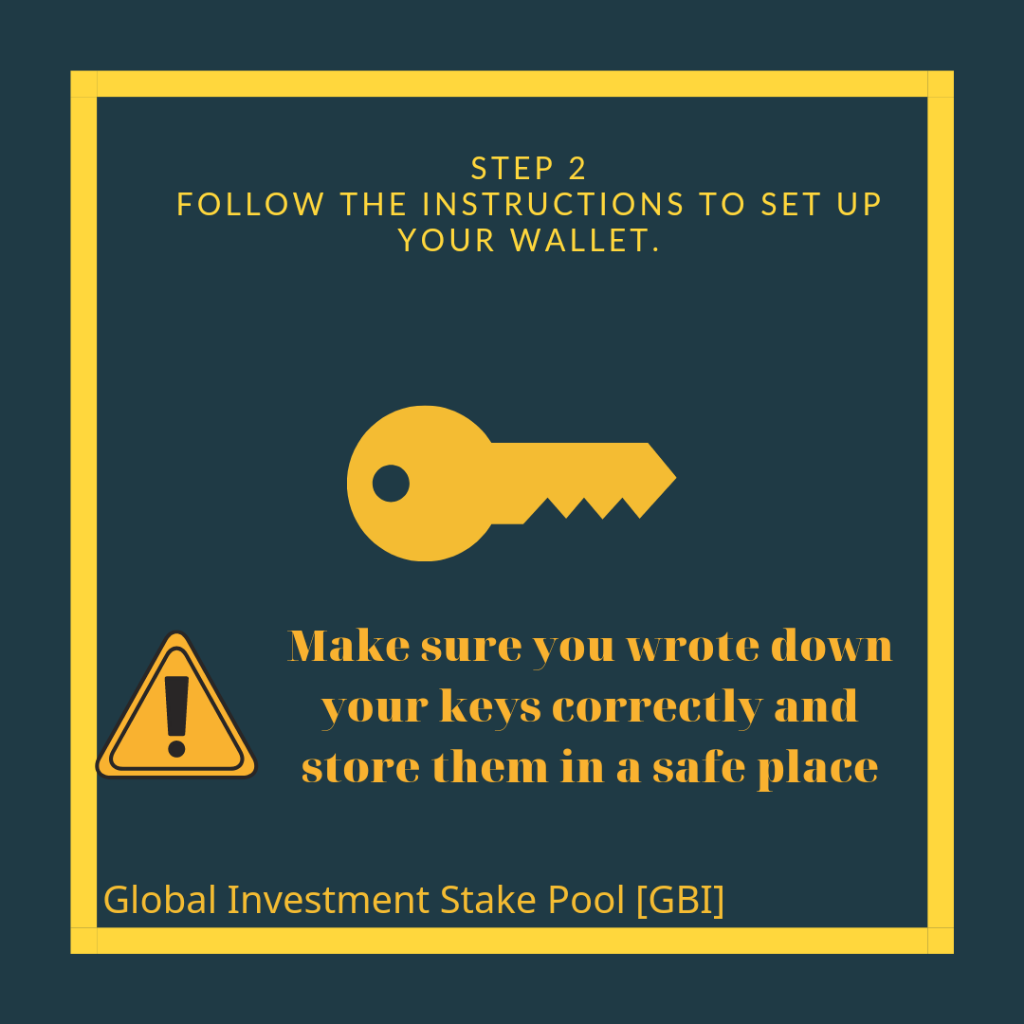 STEP 2
FOLLOW THE INSTRUCTIONS TO SET UP
YOUR WALLET.
Make sure you wrote down
your keys correctly and
store them in a safe place
Global Investment Stake Pool [GBI]